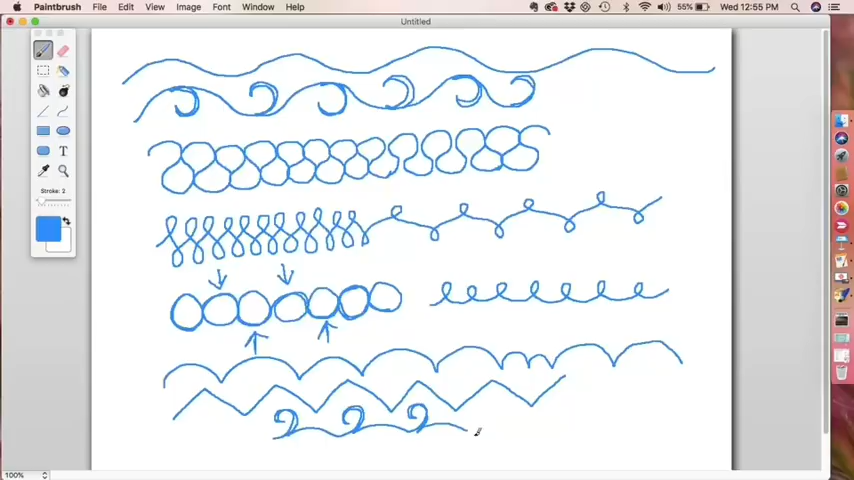 Paintbrush File Edit View Image Font Window Help 55% Wed 12:55 PM
Untitled
Stroke: 2
T
100%